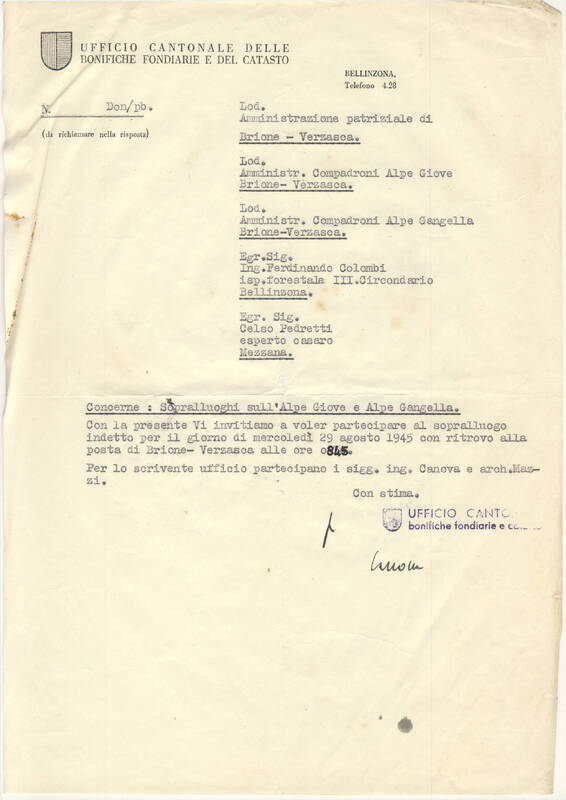 UFFICIO CANTONALE DELLE
BONIFICHE FONDIARIE E DEL CATASTO
BELLINZONA,
Telefono 4.28
N. Don/pb.
(da richiamare nella risposta)
Lod.
Amministrazione patriziale di
Brione - Verzasca.
Lod.
Amministr. Compadroni Alpe Giove
Brione- Verzasca.
Lod.
Amministr. Compadroni Alpe Gangella
Brione-Verzasca.
Egr.Sig.
Ing.Ferdinando Colombi
isp.forestale III.Circondario
Bellinzona.
Egr. Sig.
Celso Pedretti
esperto casaro
Mezzana.
Concerne : Sopralluoghi sull'Alpe Giove e Alpe Gangella.
Con la presente Vi invitiamo a voler partecipare al sopralluogo
indetto per il giorno di mercoledì 29 agosto 1945 con ritrovo alla
posta di Brione- Verzasca alle ore 0845.
Per lo scrivente ufficio partecipano i sigg. ing. Canova e arch.Maz-
zi.
Con stima.
UFFICIO CANTO
bonifiche fondiarie e
Canova